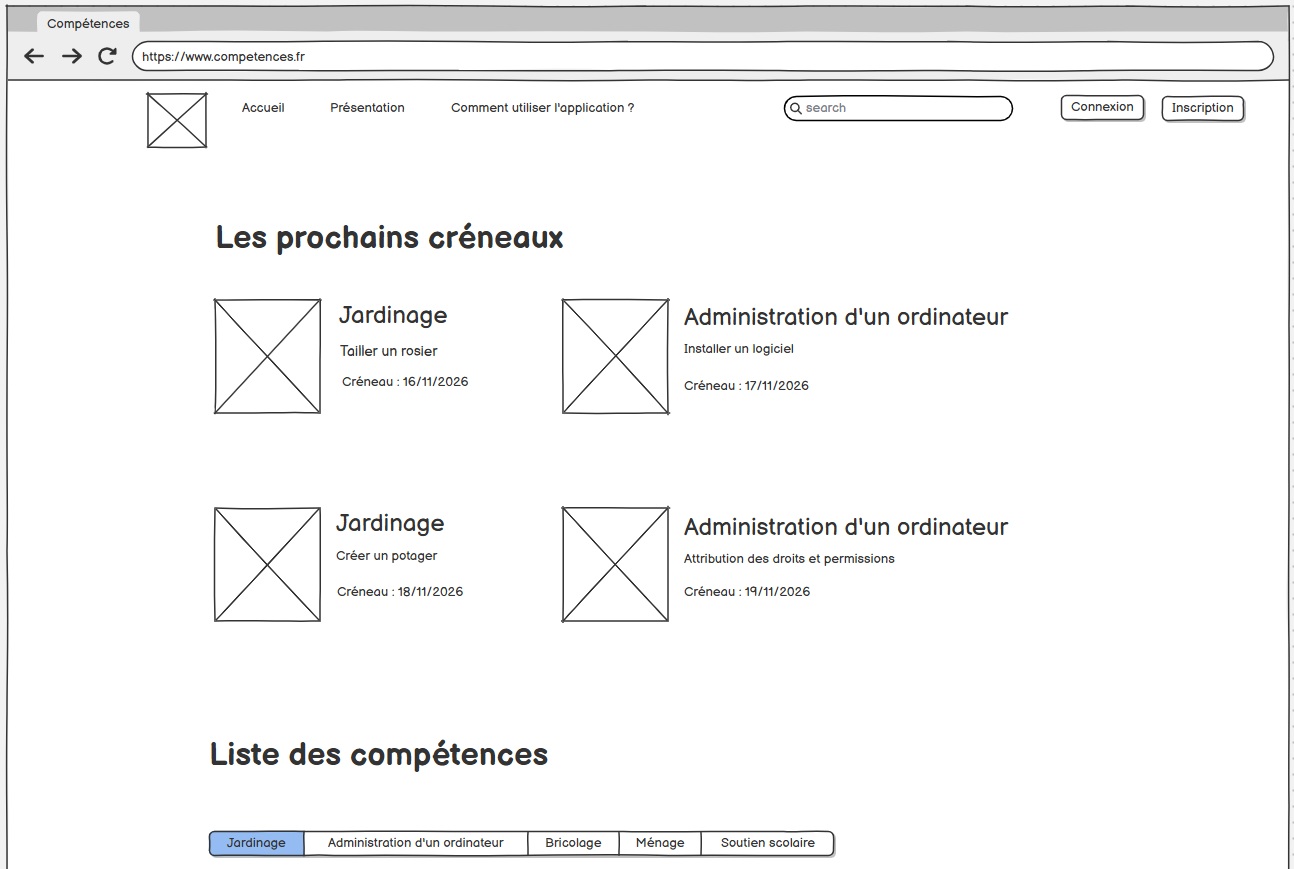 Compétences
https://www.competences.fr
Accueil Présentation Comment utiliser l'application ? search Connexion Inscription
Les prochains créneaux
Jardinage
Tailler un rosier
Créneau : 16/11/2026
Administration d'un ordinateur
Installer un logiciel
Créneau : 17/11/2026
Jardinage
Créer un potager
Créneau : 18/11/2026
Administration d'un ordinateur
Attribution des droits et permissions
Créneau : 19/11/2026
Liste des compétences
Jardinage Administration d'un ordinateur Bricolage Ménage Soutien scolaire